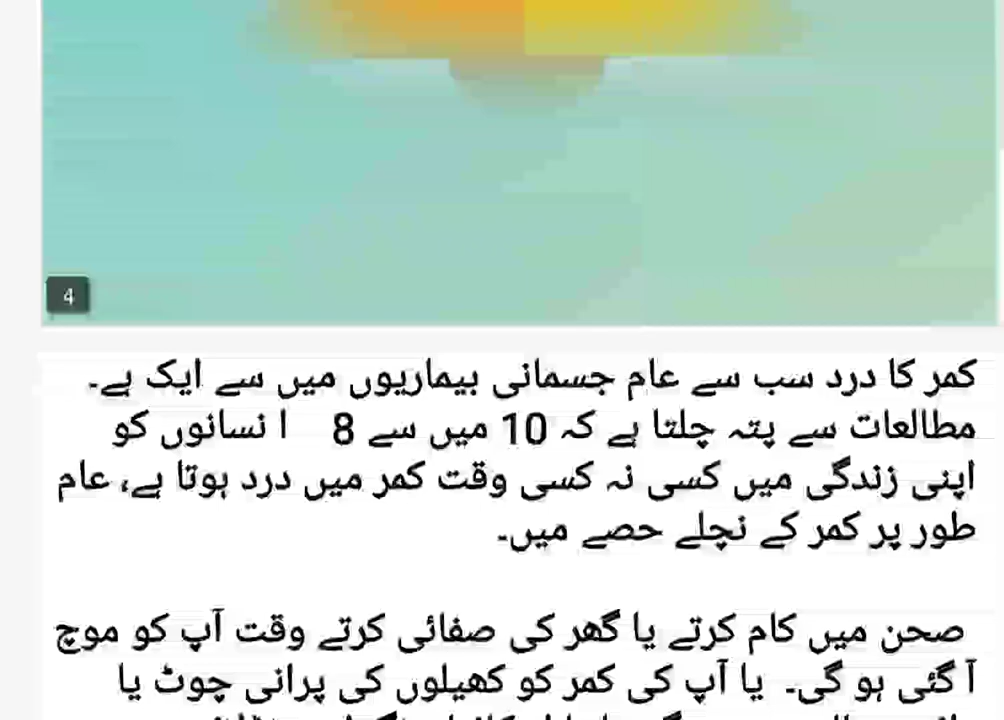 4
کمر کا درد سب سے عام جسمانی بیماریوں میں سے ایک ہے۔
مطالعات سے پتہ چلتا ہے کہ 10 میں سے 8 ا نسانوں کو
اپنی زندگی میں کسی نہ کسی وقت کمر میں درد ہوتا ہے، عام
طور پر کمر کے نچلے حصے میں۔
صحن میں کام کرتے یا گھر کی صفائی کرتے وقت آپ کو موچ
آ گئی ہو گی۔ یا آپ کی کمر کو کھیلوں کی پرانی چوٹ یا